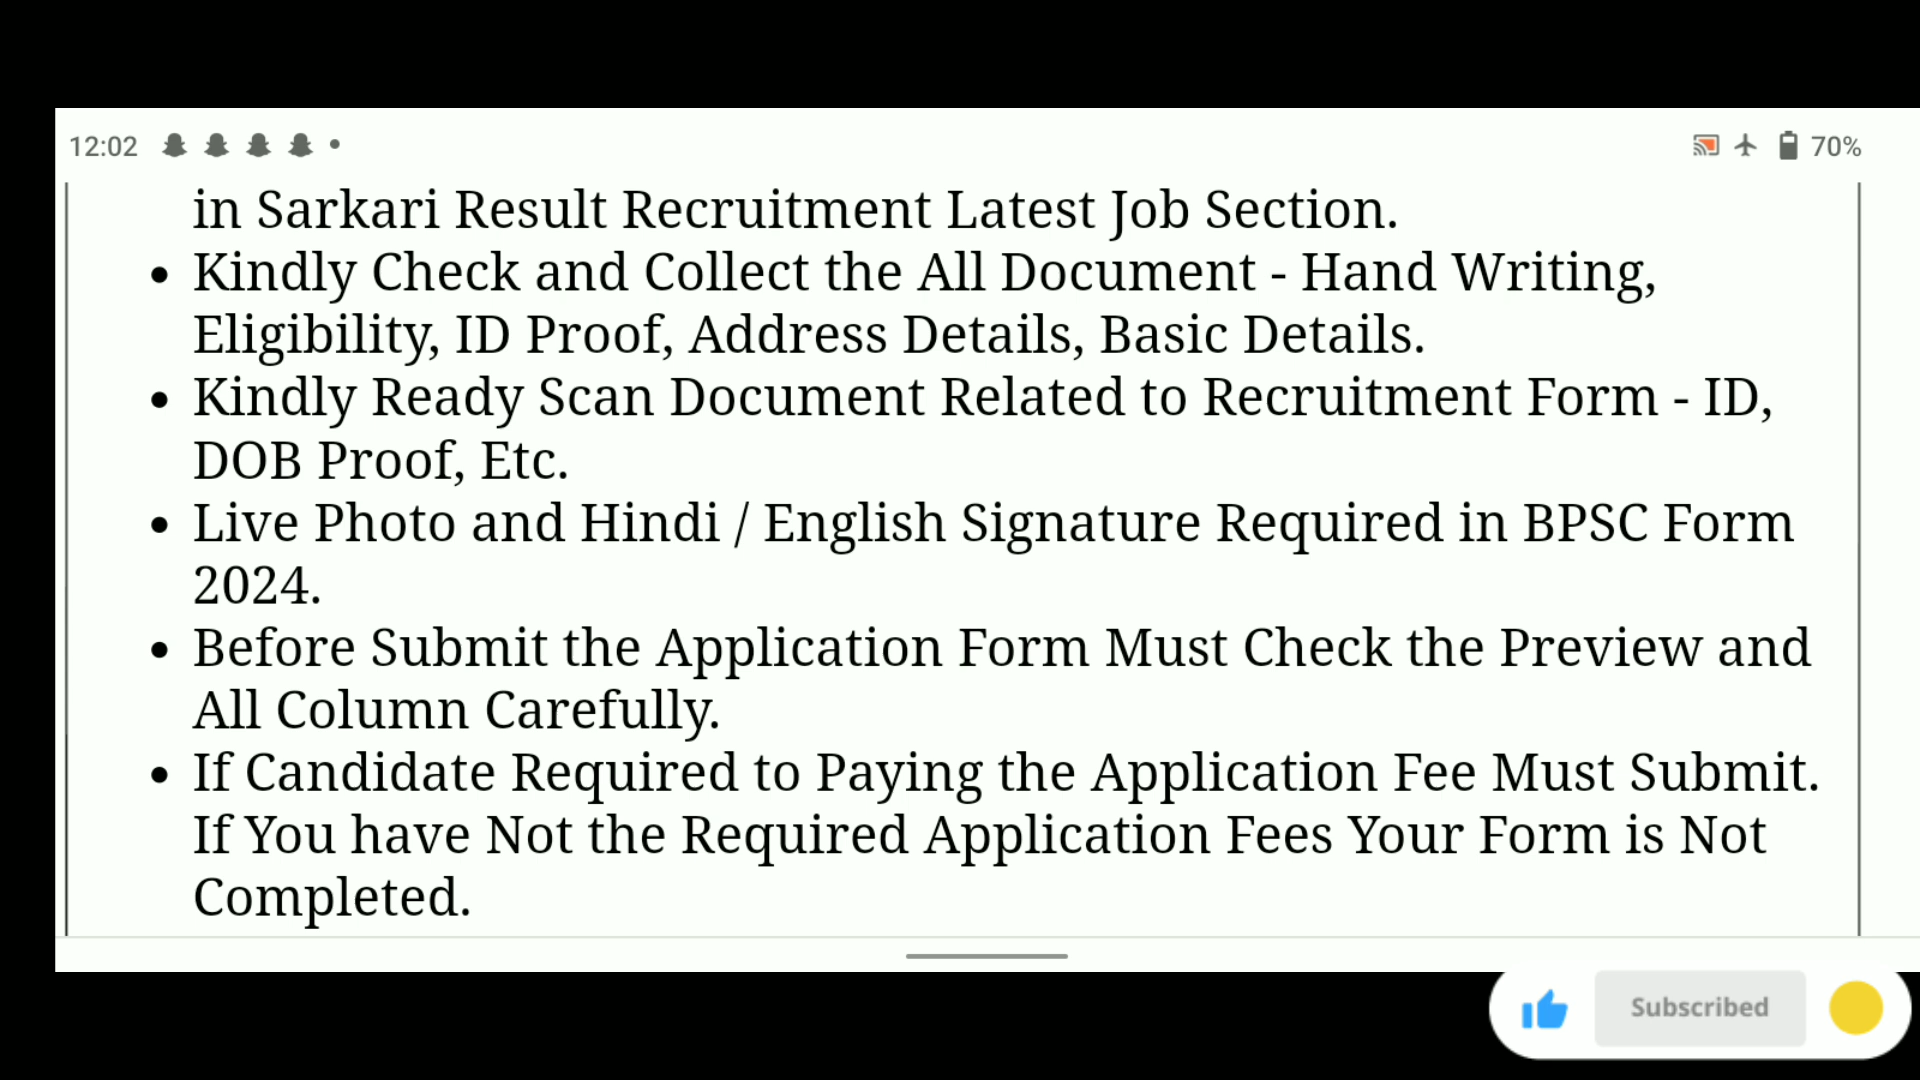 12:02
70%
in Sarkari Result Recruitment Latest Job Section.
• Kindly Check and Collect the All Document - Hand Writing,
Eligibility, ID Proof, Address Details, Basic Details.
• Kindly Ready Scan Document Related to Recruitment Form - ID,
DOB Proof, Etc.
• Live Photo and Hindi / English Signature Required in BPSC Form
2024.
• Before Submit the Application Form Must Check the Preview and
All Column Carefully.
• If Candidate Required to Paying the Application Fee Must Submit.
If You have Not the Required Application Fees Your Form is Not
Completed.
Subscribed